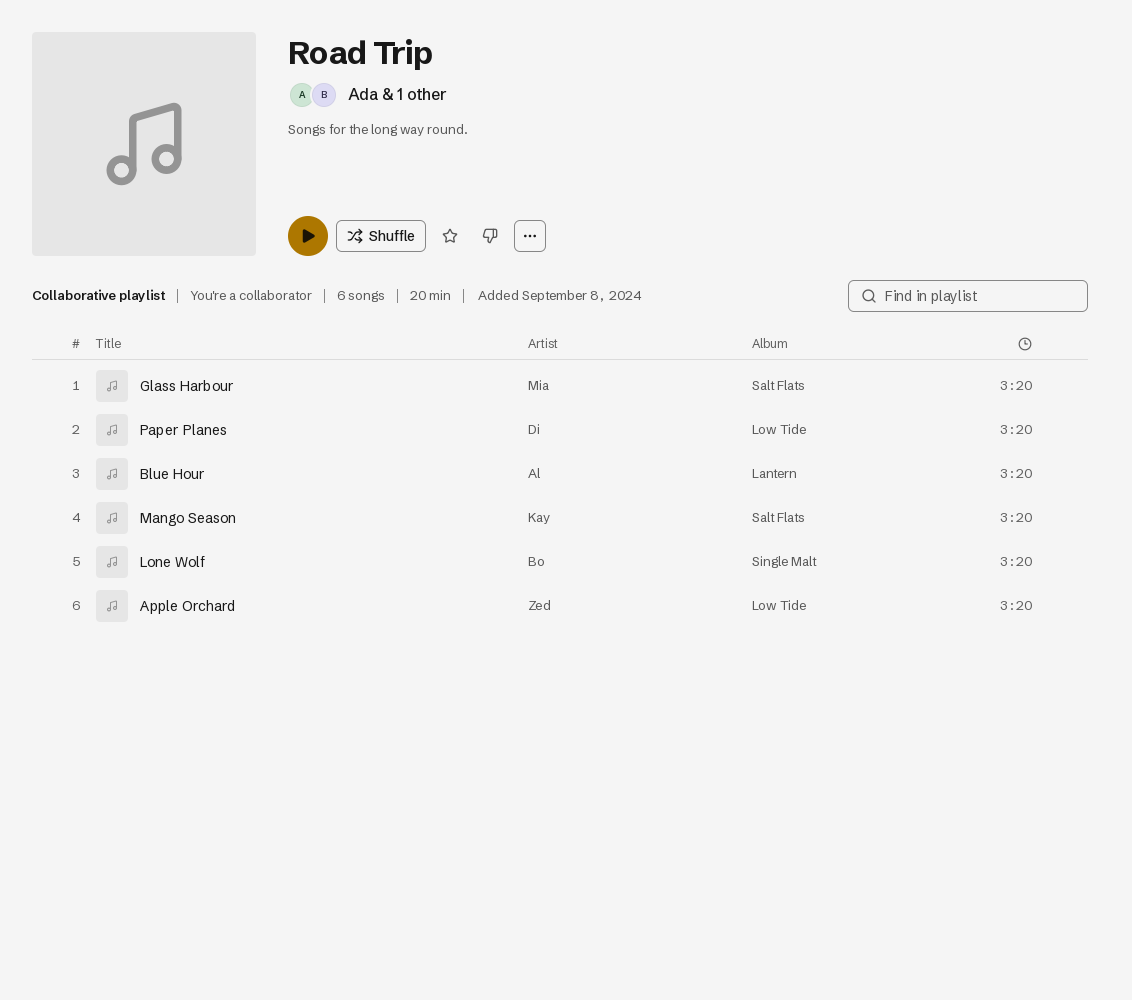 Road Trip
A B Ada & 1 other
Songs for the long way round.
Shuffle
Collaborative playlist You're a collaborator 6 songs 20 min Added September 8, 2024 Find in playlist
# Title Artist Album
1 Glass Harbour Mia Salt Flats 3:20
2 Paper Planes Di Low Tide 3:20
3 Blue Hour Al Lantern 3:20
4 Mango Season Kay Salt Flats 3:20
5 Lone Wolf Bo Single Malt 3:20
6 Apple Orchard Zed Low Tide 3:20